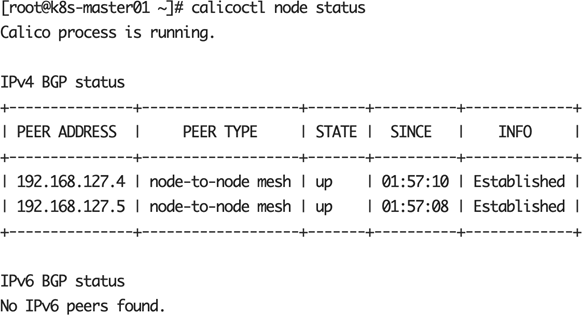 [root@k8s-master01 ~]# calicoctl node status
Calico process is running.

IPv4 BGP status
+---------------+-------------------+-------+----------+-------------+
| PEER ADDRESS  |     PEER TYPE     | STATE |  SINCE   |    INFO     |
+---------------+-------------------+-------+----------+-------------+
| 192.168.127.4 | node-to-node mesh | up    | 01:57:10 | Established |
| 192.168.127.5 | node-to-node mesh | up    | 01:57:08 | Established |
+---------------+-------------------+-------+----------+-------------+

IPv6 BGP status
No IPv6 peers found.